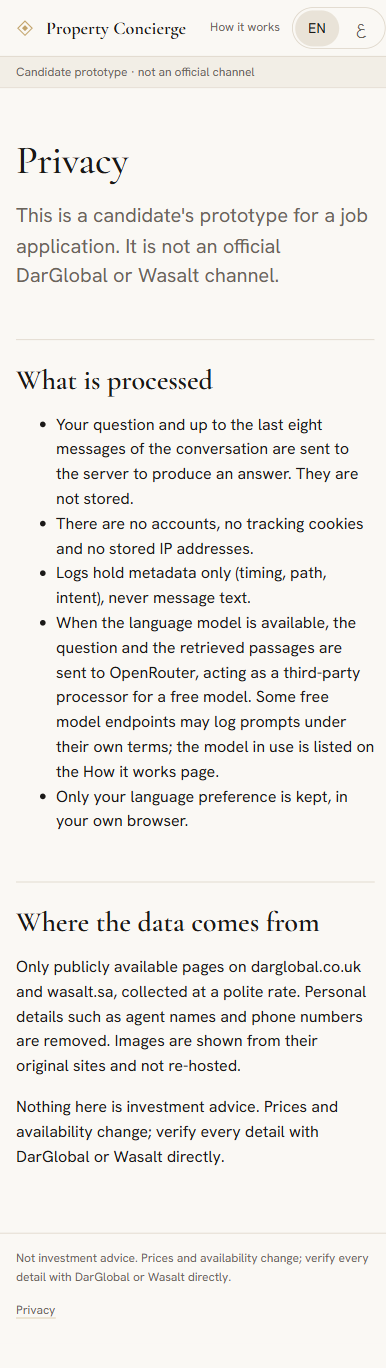 Property Concierge
How it works
EN
ع
Candidate prototype · not an official channel
Privacy
This is a candidate's prototype for a job
application. It is not an official
DarGlobal or Wasalt channel.
What is processed
• Your question and up to the last eight
messages of the conversation are sent to
the server to produce an answer. They are
not stored.
• There are no accounts, no tracking cookies
and no stored IP addresses.
• Logs hold metadata only (timing, path,
intent), never message text.
• When the language model is available, the
question and the retrieved passages are
sent to OpenRouter, acting as a third-party
processor for a free model. Some free
model endpoints may log prompts under
their own terms; the model in use is listed on
the How it works page.
• Only your language preference is kept, in
your own browser.
Where the data comes from
Only publicly available pages on darglobal.co.uk
and wasalt.sa, collected at a polite rate. Personal
details such as agent names and phone numbers
are removed. Images are shown from their
original sites and not re-hosted.
Nothing here is investment advice. Prices and
availability change; verify every detail with
DarGlobal or Wasalt directly.
Not investment advice. Prices and availability change; verify every
detail with DarGlobal or Wasalt directly.
Privacy